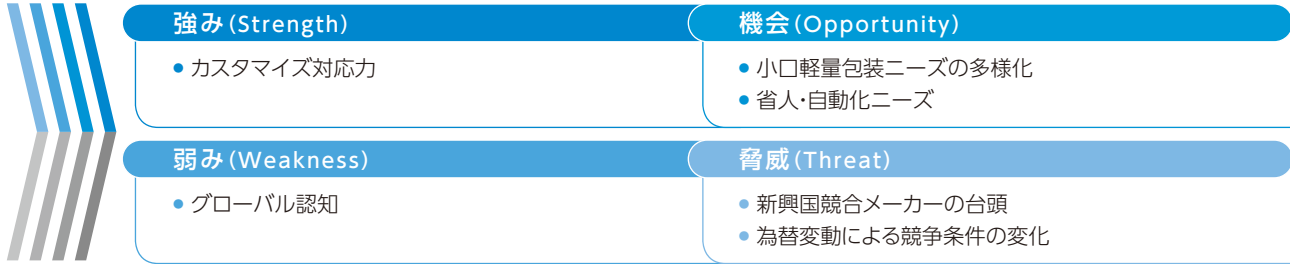 強み(Strength)
● カスタマイズ対応力
機会(Opportunity)
● 小口軽量包装ニーズの多様化
● 省人・自動化ニーズ
弱み(Weakness)
● グローバル認知
脅威(Threat)
● 新興国競合メーカーの台頭
● 為替変動による競争条件の変化